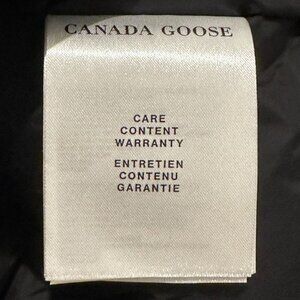 CANADA GOOSE
CARE
CONTENT
WARRANTY
ENTRETIEN
CONTENU
GARANTIE